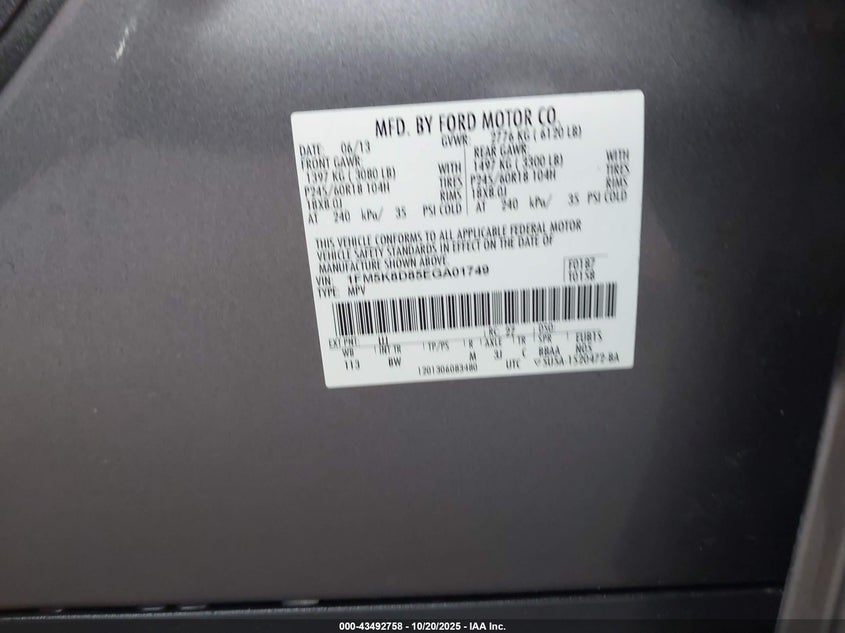 MFD. BY FORD MOTOR CO.
DATE: 06/13 GVWR: 2776 KG ( 6120 LB)
FRONT GAWR: REAR GAWR:
1397 KG ( 3080 LB) WITH 1497 KG ( 3300 LB) WITH
P245/60R18 104H TIRES P245/60R18 104H TIRES
18X8.0J RIMS 18X8.0J RIMS
AT 240 kPa/ 35 PSI COLD AT 240 kPa/ 35 PSI COLD
THIS VEHICLE CONFORMS TO ALL APPLICABLE FEDERAL MOTOR
VEHICLE SAFETY STANDARDS IN EFFECT ON THE DATE OF
MANUFACTURE SHOWN ABOVE.
VIN: 1FM5K8D85EGA01749 F0187
TYPE: MPV T0158
EXT PNT: UJ RC: 27 DSO:
WB INT TR TP/PS R AXLE TR SPR FUBTS
113 BW M 3J C BBAA NO5
1201306083480 UTC SUSA-1520472-BA
000-43492758 - 10/20/2025 - IAA Inc.